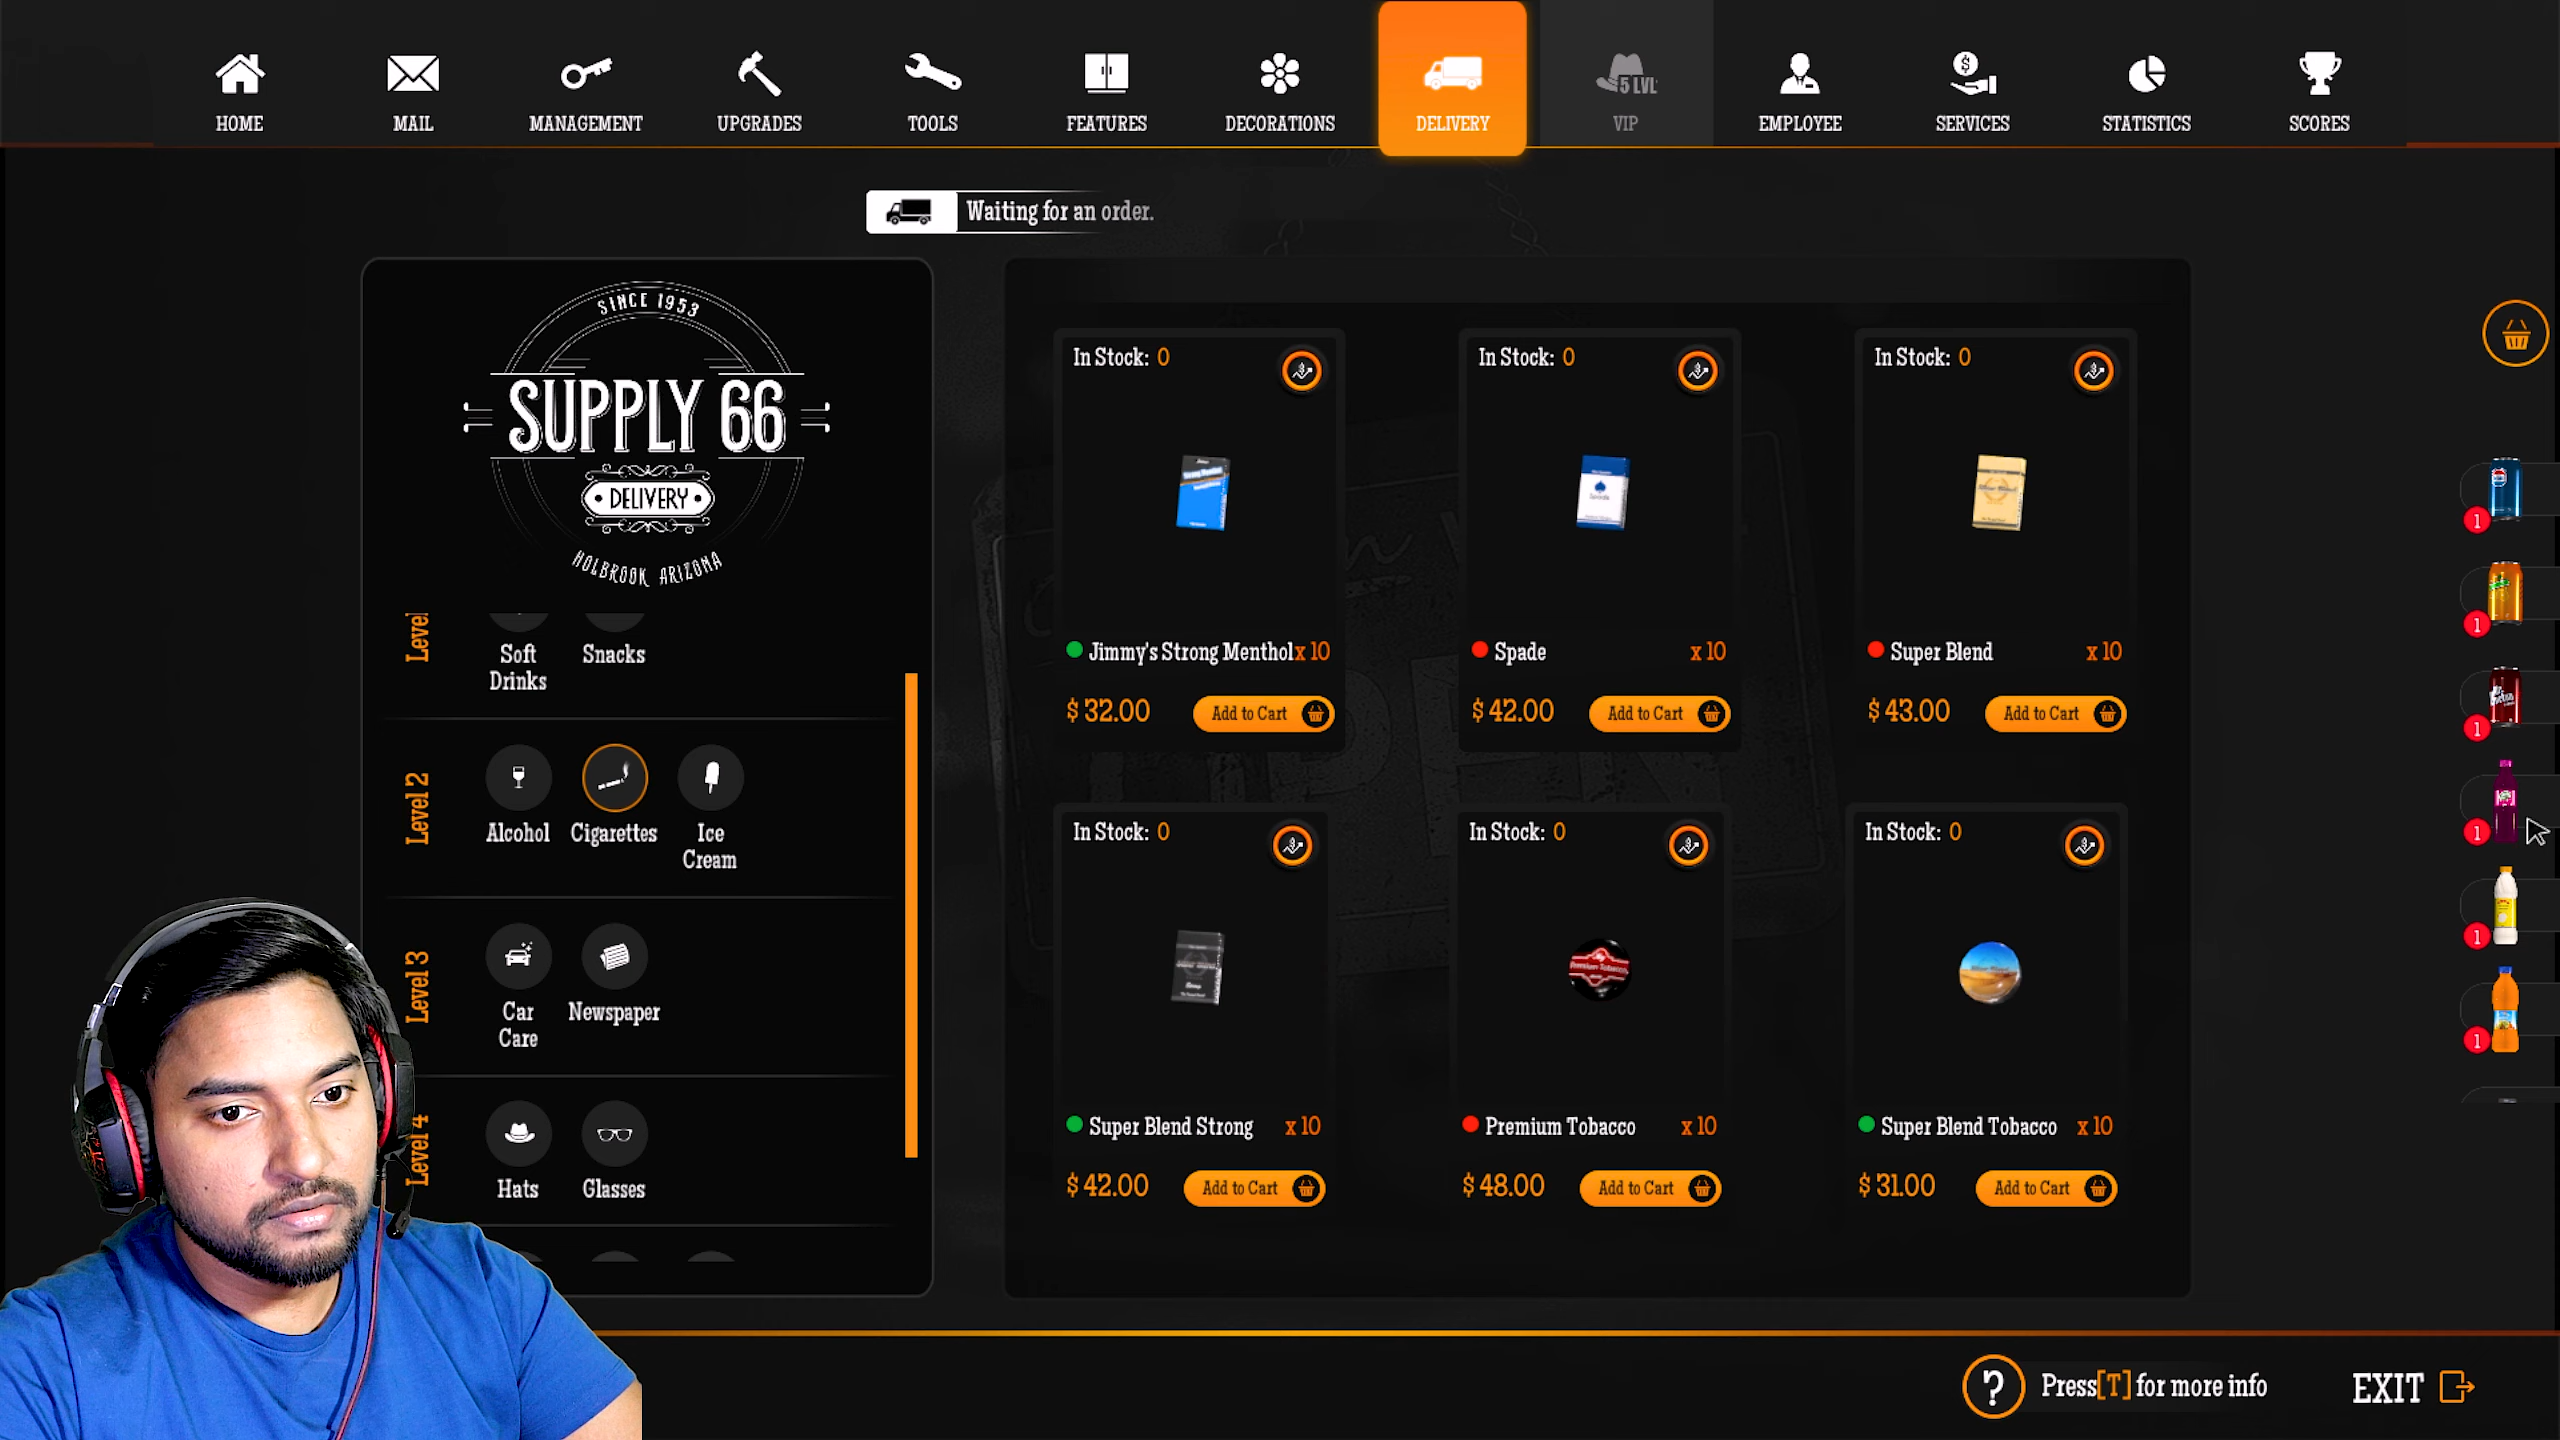 HOME
MAIL
MANAGEMENT
UPGRADES
TOOLS
FEATURES
DECORATIONS
DELIVERY
5 LVL
VIP
EMPLOYEE
SERVICES
STATISTICS
SCORES
Waiting for an order.
SINCE 1953
SUPPLY 66
• DELIVERY •
HOLBROOK ARIZONA
Level
Soft Drinks
Snacks
Level 2
Alcohol
Cigarettes
Ice Cream
Level 3
Car Care
Newspaper
Level 4
Hats
Glasses
In Stock: 0
Jimmy's Strong Menthol x 10
$ 32.00
Add to Cart
In Stock: 0
Spade x 10
$ 42.00
Add to Cart
In Stock: 0
Super Blend x 10
$ 43.00
Add to Cart
In Stock: 0
Super Blend Strong x 10
$ 42.00
Add to Cart
In Stock: 0
Premium Tobacco
Premium Tobacco x 10
$ 48.00
Add to Cart
In Stock: 0
Super Blend Tobacco x 10
$ 31.00
Add to Cart
1
1
1
1
1
1
? Press[T] for more info
EXIT